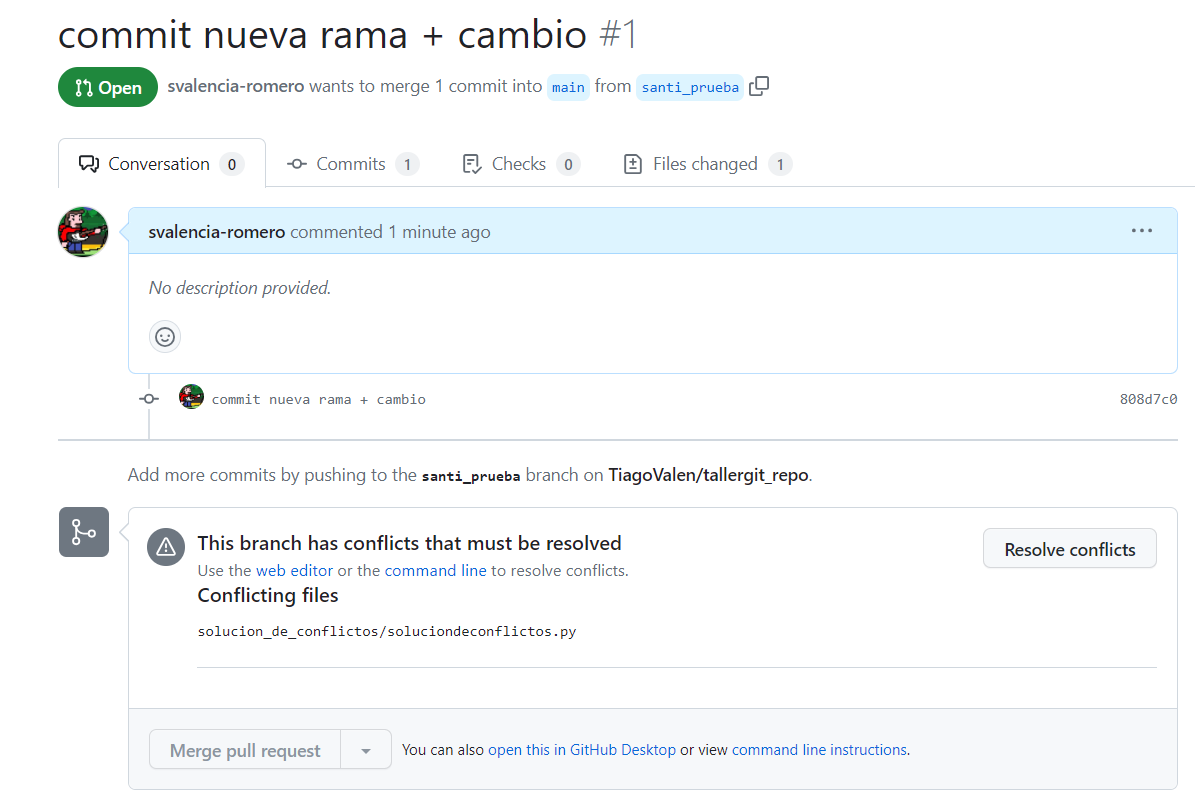 commit nueva rama + cambio #1
Open svalencia-romero wants to merge 1 commit into main from santi_prueba
Conversation 0 Commits 1 Checks 0 Files changed 1
svalencia-romero commented 1 minute ago
No description provided.
commit nueva rama + cambio 808d7c0
Add more commits by pushing to the santi_prueba branch on TiagoValen/tallergit_repo.
This branch has conflicts that must be resolved
Resolve conflicts
Use the web editor or the command line to resolve conflicts.
Conflicting files
solucion_de_conflictos/soluciondeconflictos.py
Merge pull request You can also open this in GitHub Desktop or view command line instructions.